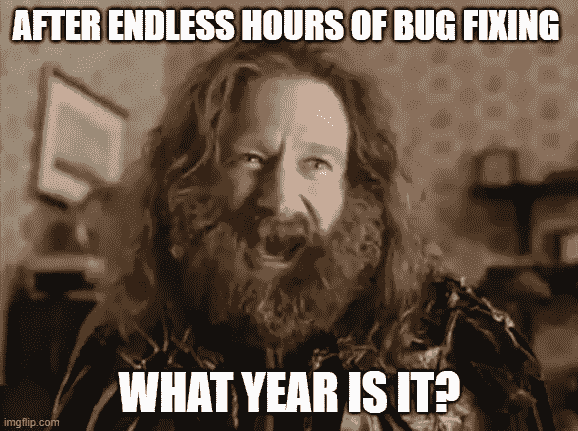 AFTER ENDLESS HOURS OF BUG FIXING
WHAT YEAR IS IT?
imgflip.com